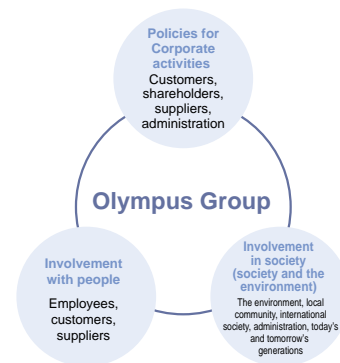 Policies for
Corporate
activities
Customers,
shareholders,
suppliers,
administration
Olympus Group
Involvement
with people
Employees,
customers,
suppliers
Involvement
in society
(society and the
environment)
The environment, local
community, international
society, administration, today's
and tomorrow's
generations